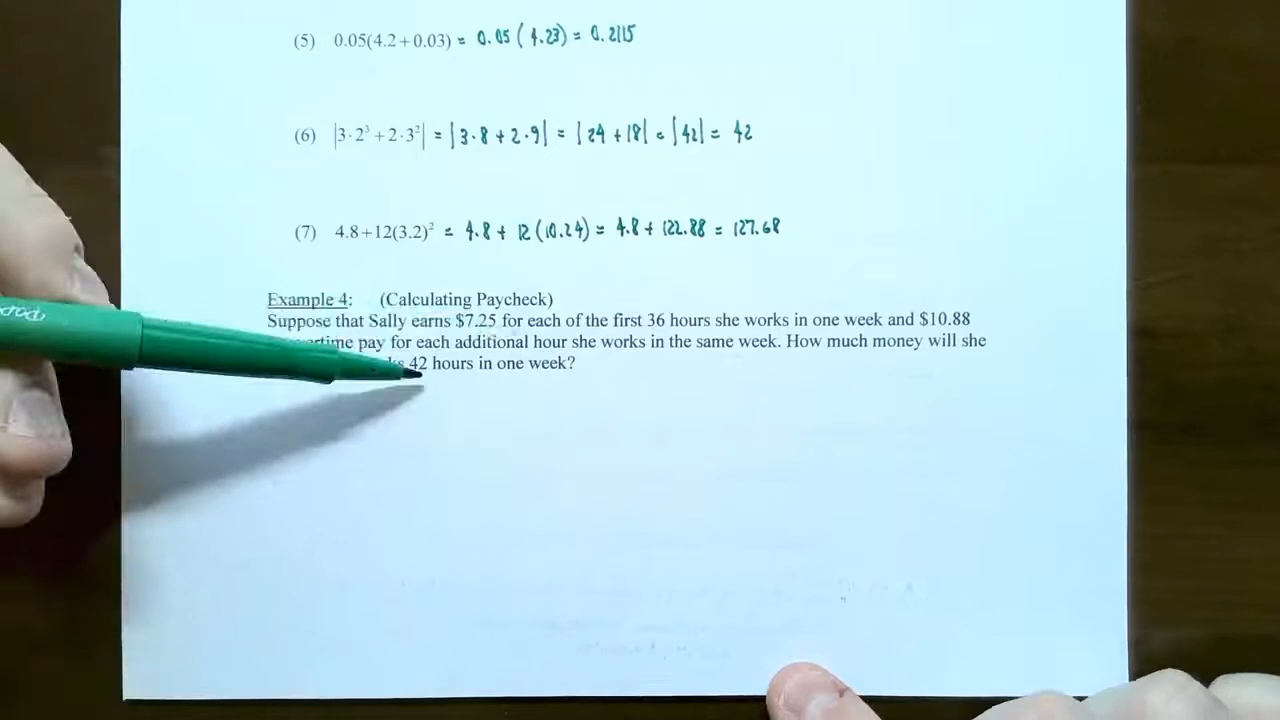 (5) 0.05(4.2+0.03) = 0.05(4.23) = 0.2115
(6) |3·2³+2·3²| = |3·8+2·9| = |24+18| = |42| = 42
(7) 4.8+12(3.2)² = 4.8+12(10.24) = 4.8+122.88 = 127.68
Example 4: (Calculating Paycheck)
Suppose that Sally earns $7.25 for each of the first 36 hours she works in one week and $10.88
pay for each additional hour she works in the same week. How much money will she
42 hours in one week?